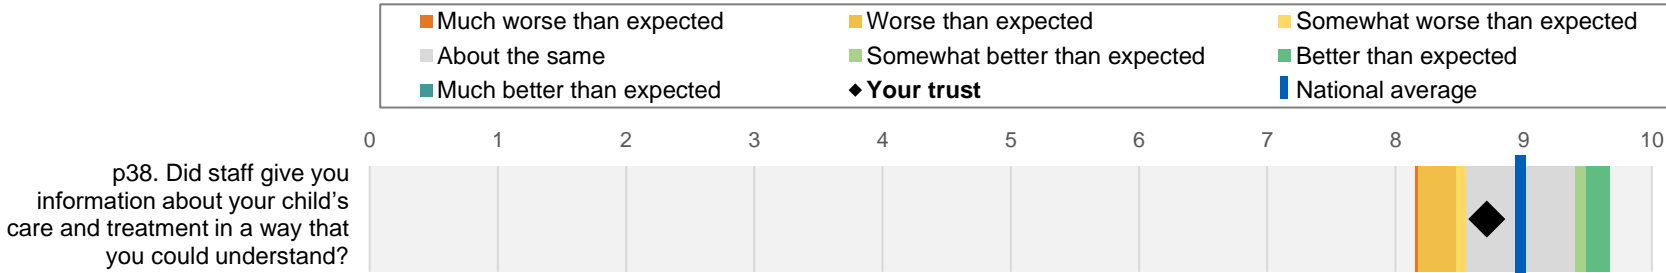 Much worse than expected Worse than expected Somewhat worse than expected
About the same Somewhat better than expected Better than expected
Much better than expected Your trust National average
0 1 2 3 4 5 6 7 8 9 10
p38. Did staff give you
information about your child’s
care and treatment in a way that
you could understand?